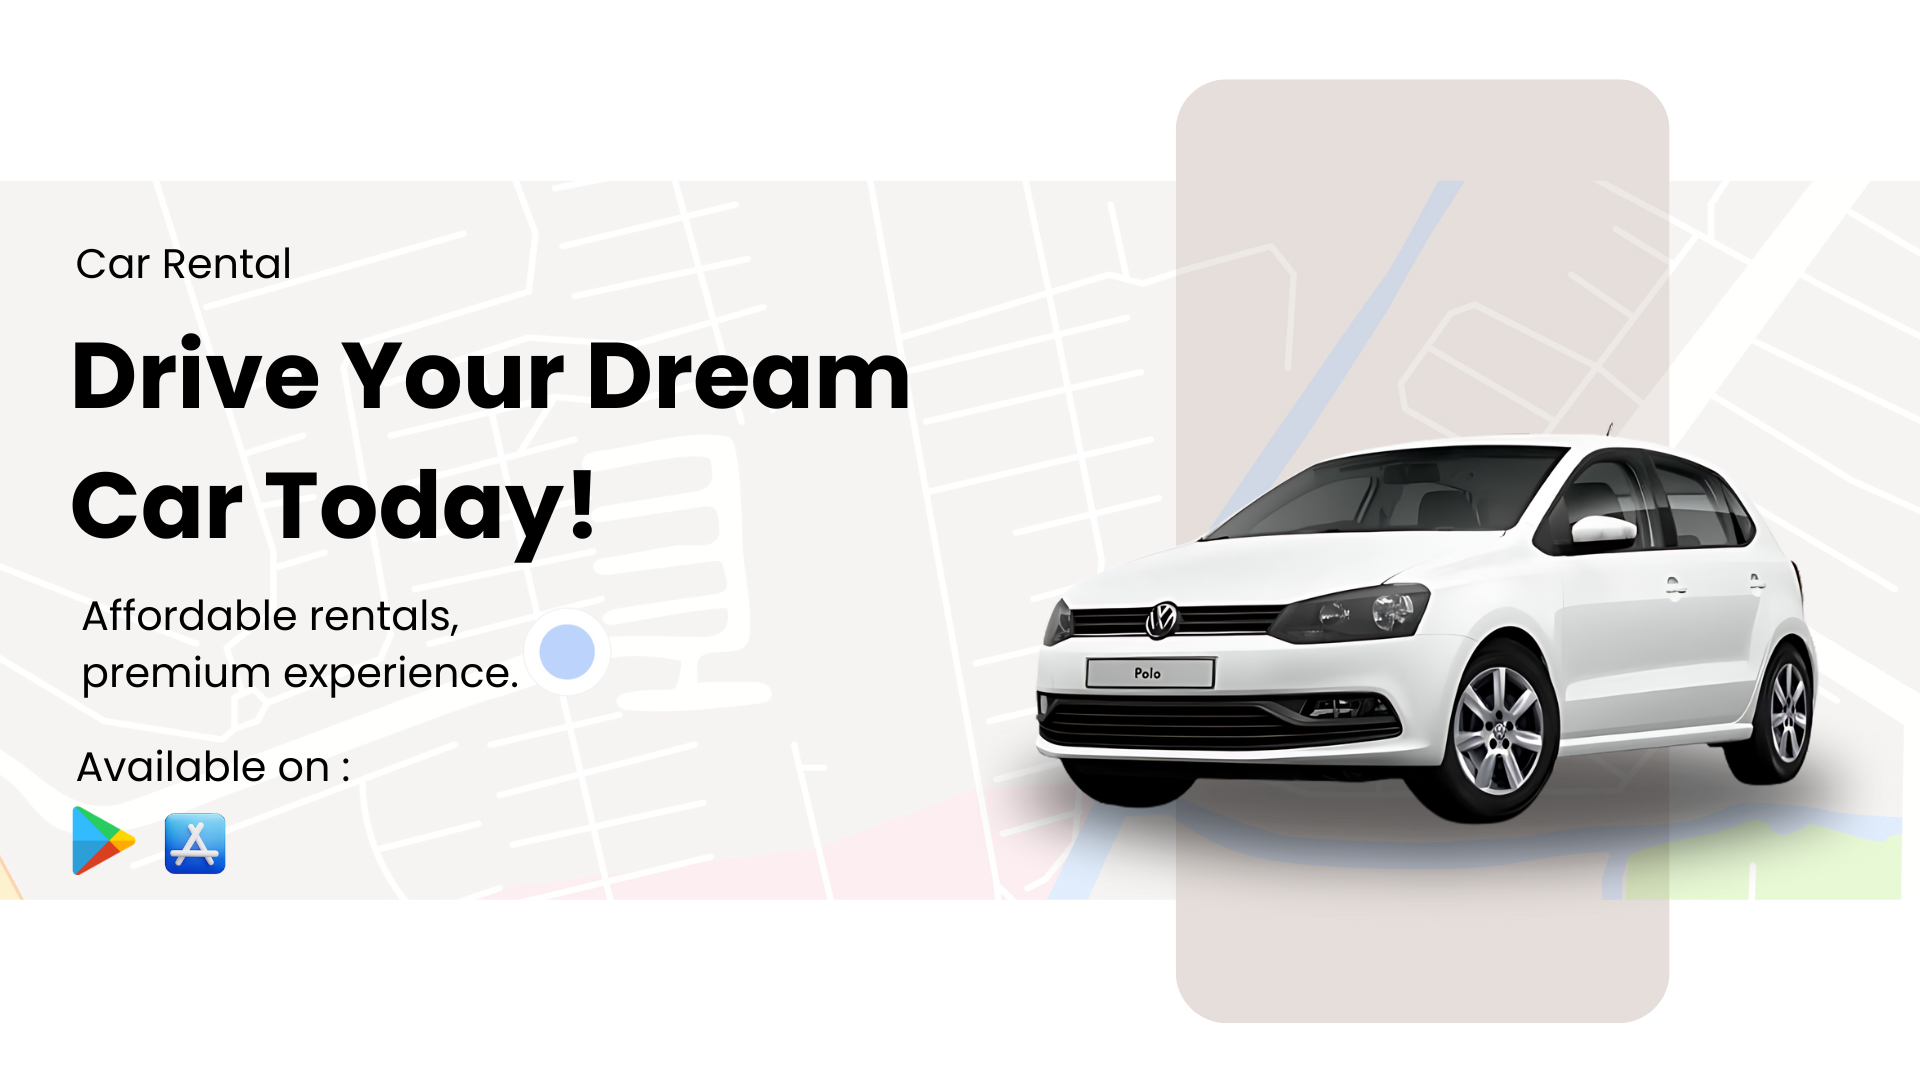 Car Rental
Drive Your Dream
Car Today!
Affordable rentals,
premium experience.
Available on :
Polo